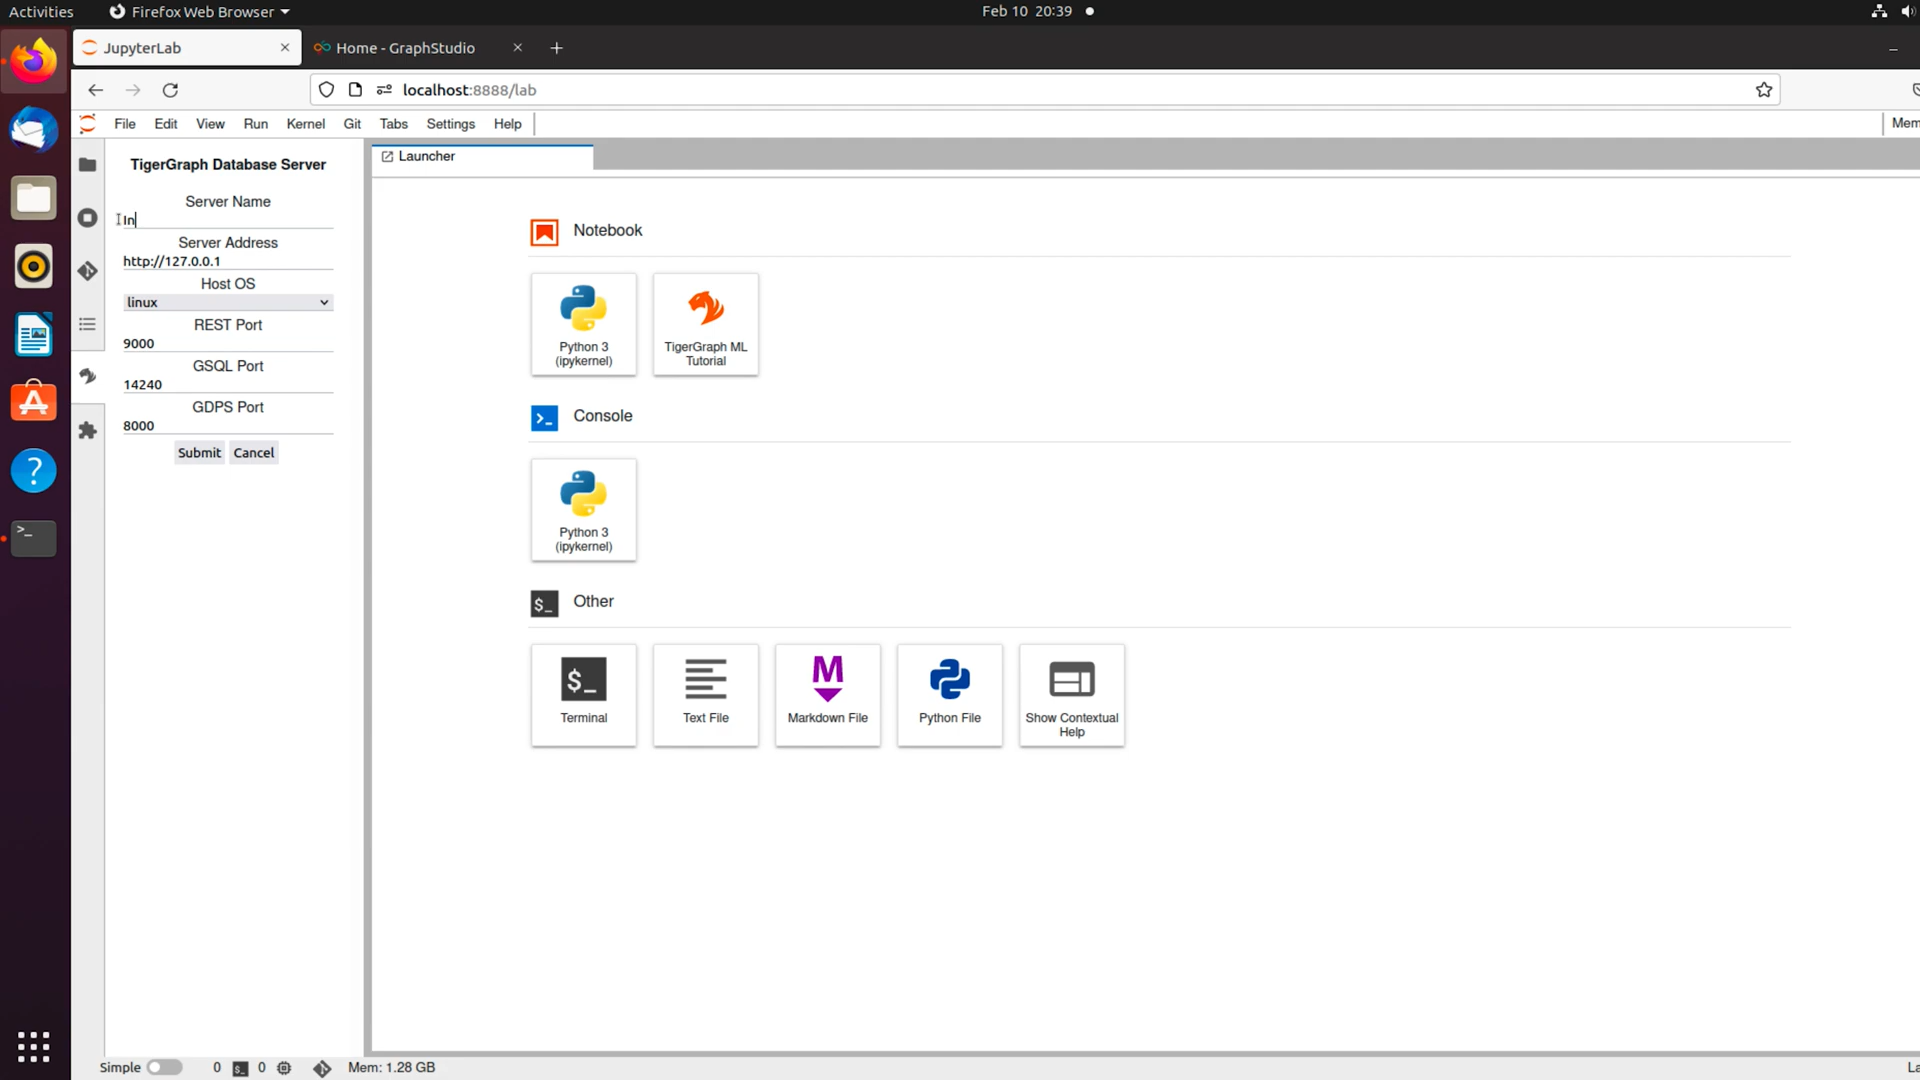 Activities
Firefox Web Browser
Feb 10 20:39
JupyterLab
Home - GraphStudio
localhost:8888/lab
File
Edit
View
Run
Kernel
Git
Tabs
Settings
Help
Mem
TigerGraph Database Server
Server Name
In
Server Address
http://127.0.0.1
Host OS
linux
REST Port
9000
GSQL Port
14240
GDPS Port
8000
Submit
Cancel
Launcher
Notebook
Python 3
(ipykernel)
TigerGraph ML
Tutorial
>_
Console
Python 3
(ipykernel)
$_
Other
$_
Terminal
Text File
M
Markdown File
Python File
Show Contextual
Help
Simple
0
$_
0
Mem: 1.28 GB
La